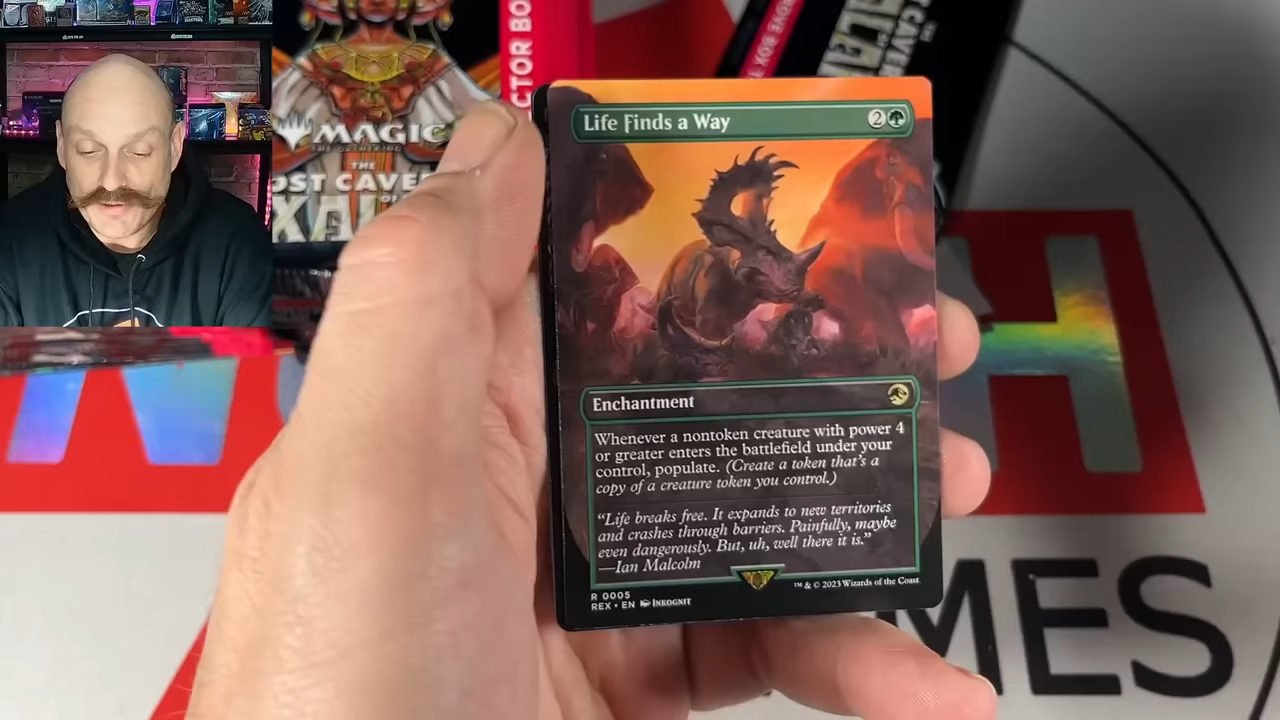 MAGIC
THE GATHERING
THE
OST CAVE
OF
IXAL
CTOR BO
Life Finds a Way
2
Enchantment
Whenever a nontoken creature with power 4
or greater enters the battlefield under your
control, populate. (Create a token that's a
copy of a creature token you control.)
“Life breaks free. It expands to new territories
and crashes through barriers. Painfully, maybe
even dangerously. But, uh, well there it is.”
—Ian Malcolm
R 0005
REX • EN INKOGNIT
™ & © 2023 Wizards of the Coast
H
MES